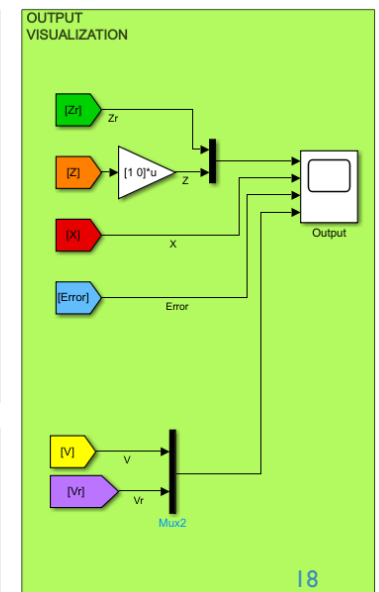 OUTPUT
VISUALIZATION
[Zr]
Zr
[Z]
[1 0]*u
Z
[X]
X
Output
[Error]
Error
[V]
V
[Vr]
Vr
Mux2
18